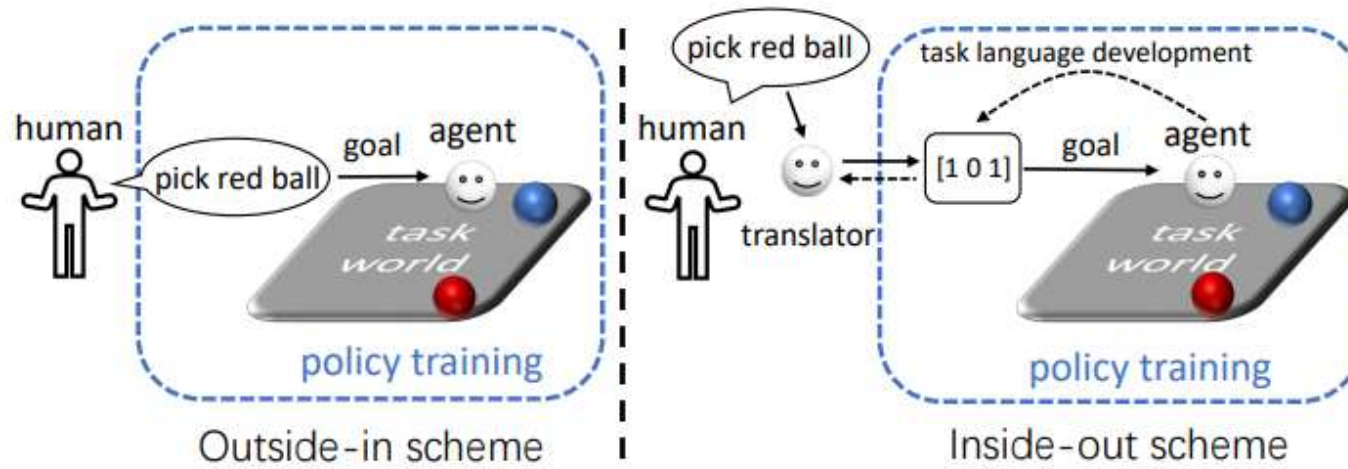 human
pick red ball
goal
agent
task
world
policy training
Outside-in scheme
pick red ball
human
translator
task language development
[1 0 1]
goal
agent
task
world
policy training
Inside-out scheme